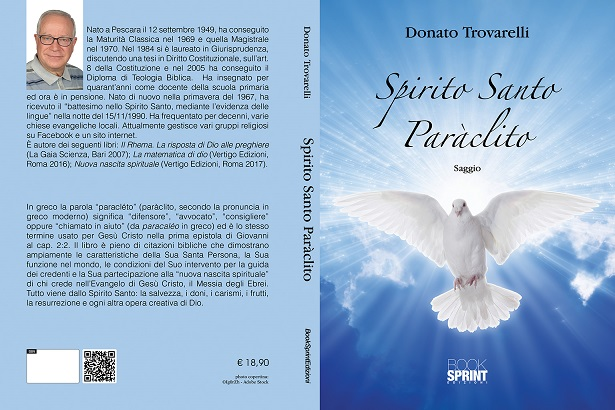 Nato a Pescara il 12 settembre 1949, ha conseguito
la Maturità Classica nel 1969 e quella Magistrale
nel 1970. Nel 1984 si è laureato in Giurisprudenza,
discutendo una tesi in Diritto Costituzionale, sull'art.
8 della Costituzione e nel 2005 ha conseguito il
Diploma di Teologia Biblica. Ha insegnato per
quarant'anni come docente della scuola primaria
ed ora è in pensione. Nato di nuovo nella primavera del 1967, ha
ricevuto il "battesimo nello Spirito Santo, mediante l'evidenza delle
lingue" nella notte del 15/11/1990. Ha frequentato per decenni, varie
chiese evangeliche locali. Attualmente gestisce vari gruppi religiosi
su Facebook e un sito internet.
È autore dei seguenti libri: Il Rhema. La risposta di Dio alle preghiere
(La Gaia Scienza, Bari 2007); La matematica di dio (Vertigo Edizioni,
Roma 2016); Nuova nascita spirituale (Vertigo Edizioni, Roma 2017).
In greco la parola "paraclèto" (paràclito, secondo la pronuncia in
greco moderno) significa "difensore", "avvocato", "consigliere"
oppure "chiamato in aiuto" (da paracaléo in greco) ed è lo stesso
termine usato per Gesù Cristo nella prima epistola di Giovanni
al cap. 2:2. Il libro è pieno di citazioni bibliche che dimostrano
ampiamente le caratteristiche della Sua Santa Persona, la Sua
funzione nel mondo, le condizioni del Suo intervento per la guida
dei credenti e la Sua partecipazione alla "nuova nascita spirituale"
di chi crede nell'Evangelo di Gesù Cristo, il Messia degli Ebrei.
Tutto viene dallo Spirito Santo: la salvezza, i doni, i carismi, i frutti,
la resurrezione e ogni altra opera creativa di Dio.
€ 18,90
photo copertina:
- Adobe Stock
Donato Trovarelli
Spirito Santo Paràclito
BookSprintEdizioni
Donato Trovarelli
Spirito Santo
Paràclito
Saggio
BOOK
SPRINT
EDIZIONI